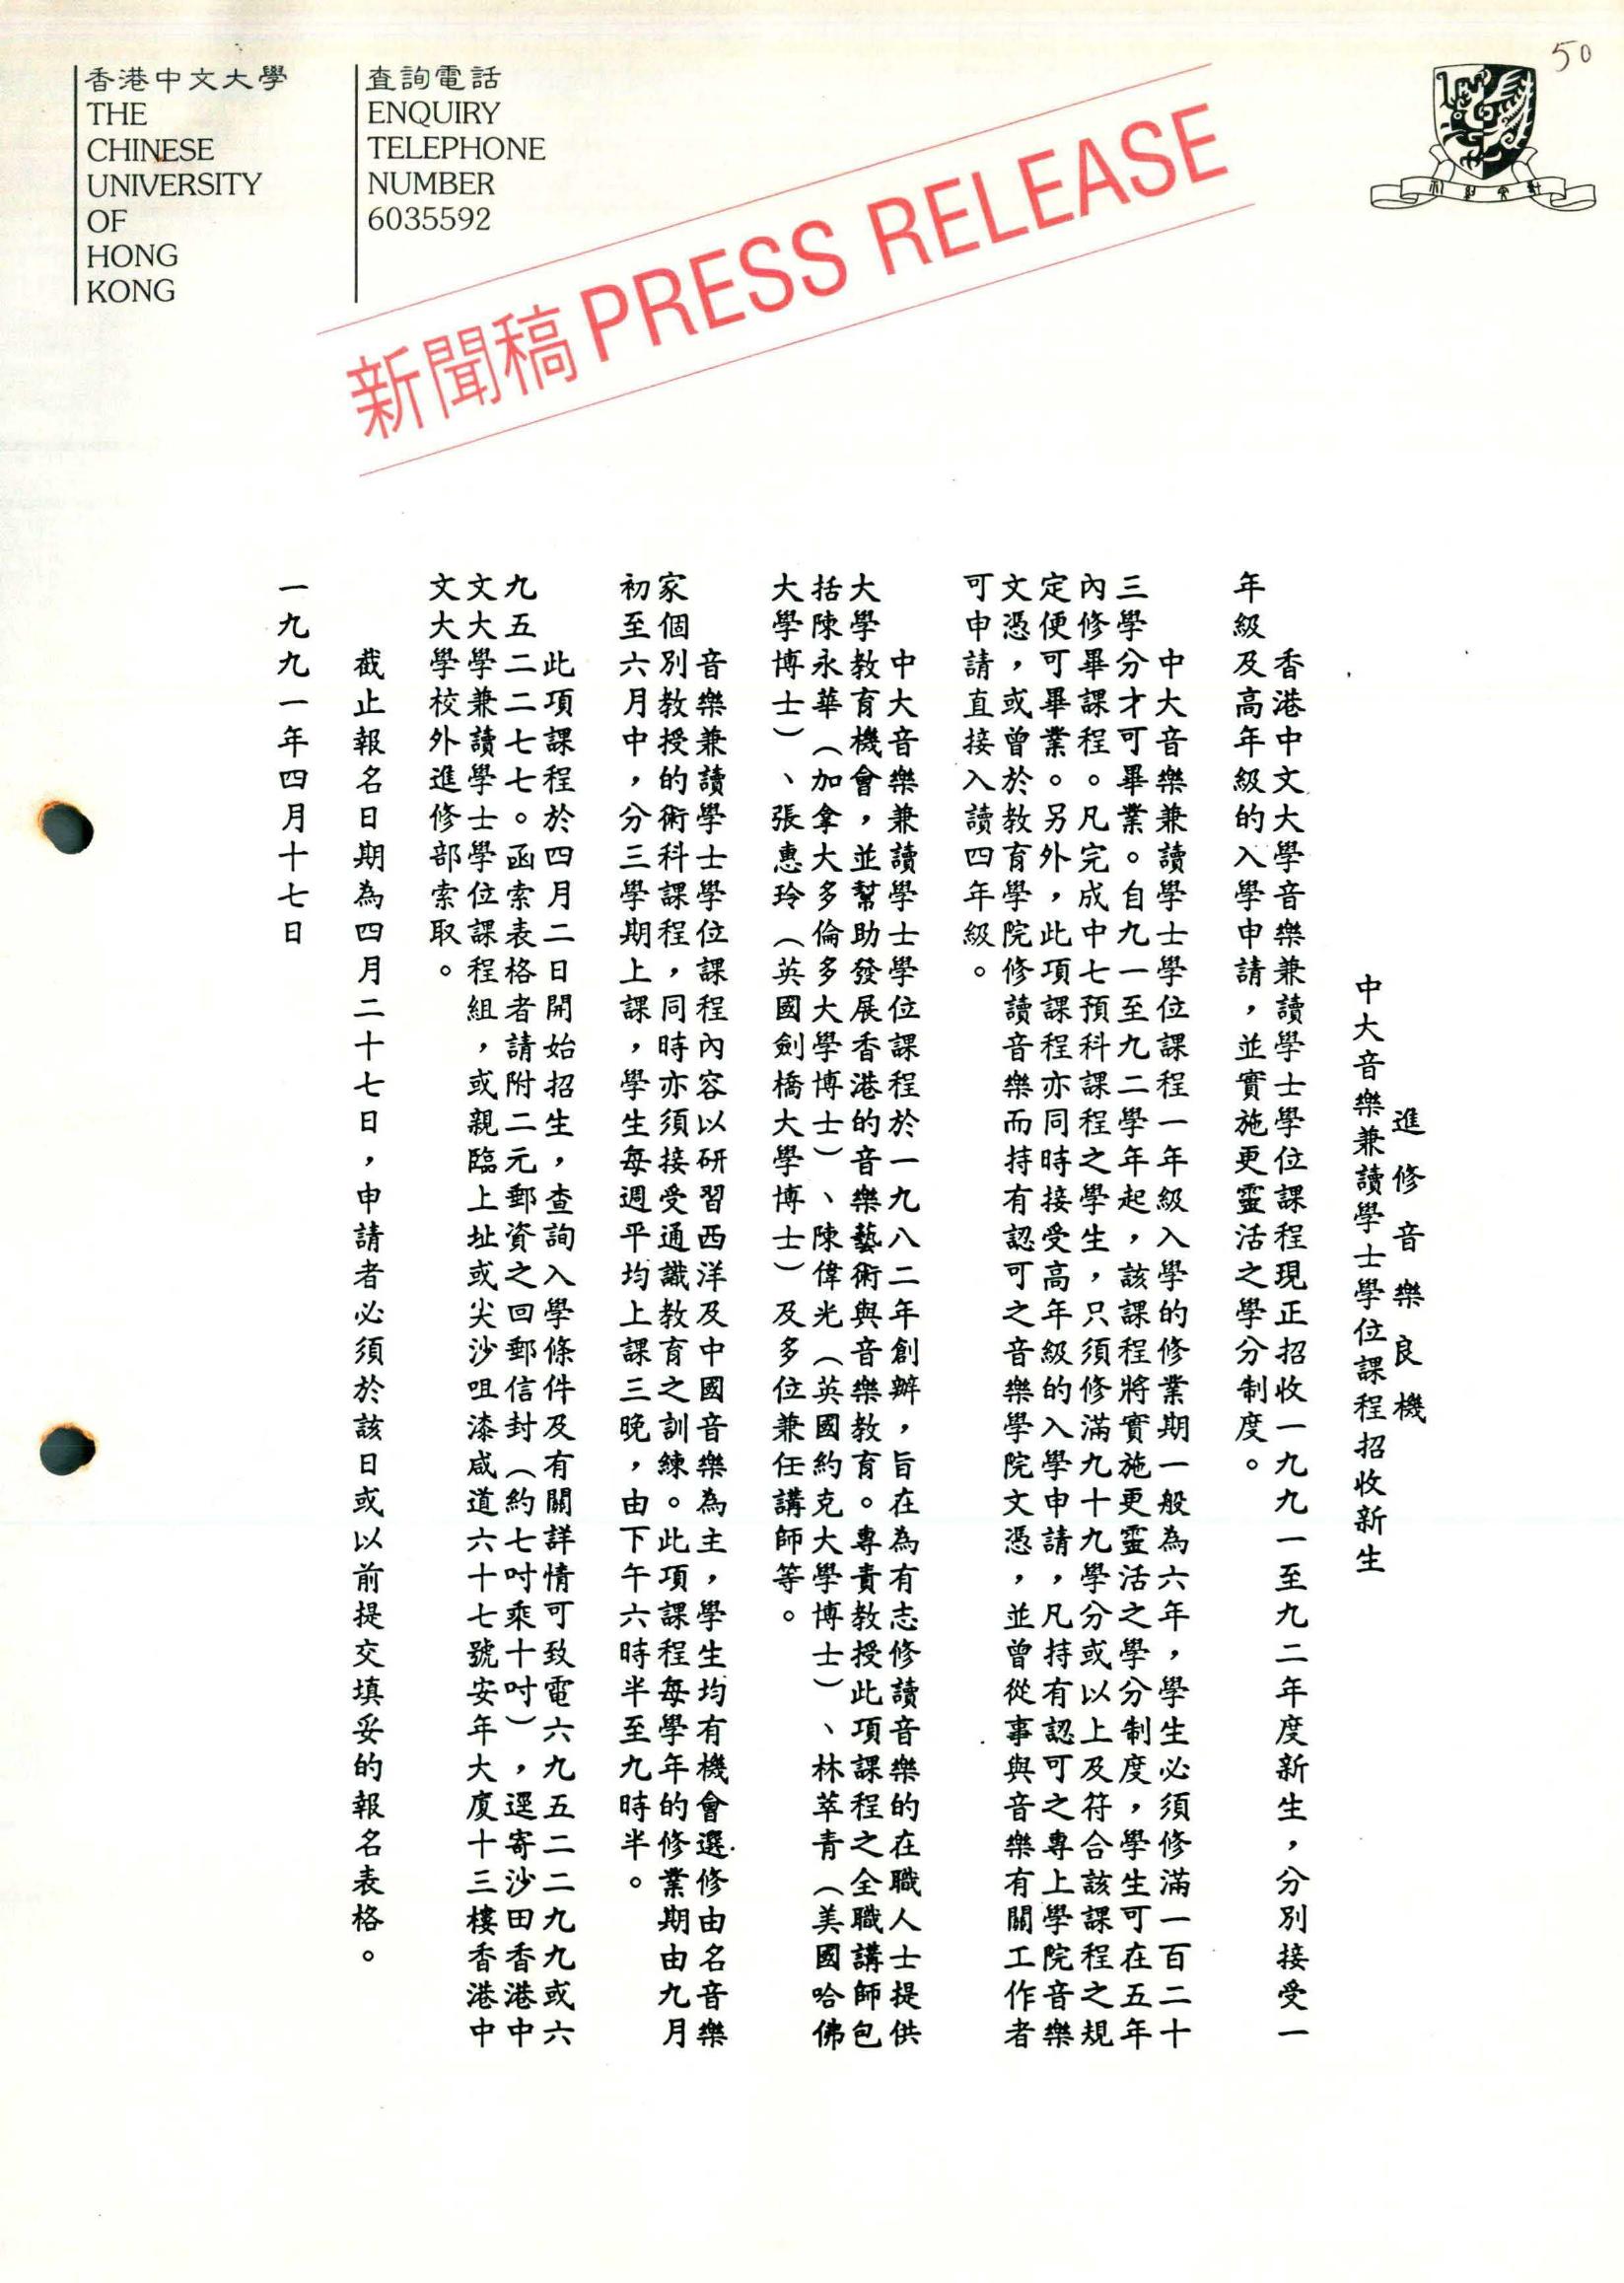 50
香港中文大學
THE
CHINESE
UNIVERSITY
OF
HONG
KONG
查詢電話
ENQUIRY
TELEPHONE
NUMBER
6035592
新聞稿 PRESS RELEASE
進修音樂良機
中大音樂兼讀學士學位課程招收新生
香港中文大學音樂兼讀學士學位課程現正招收一九九一至九二年度新生，分別接受一
年級及高年級的入學申請，並實施更靈活之學分制度。
中大音樂兼讀學士學位課程一年級入學的修業期一般為六年，學生必須修滿一百二十
三學分才可畢業。自九一至九二學年起，該課程將實施更靈活之學分制度，學生可在五年
內修畢課程。凡完成中七預科課程之學生，只須修滿九十九學分或以上及符合該課程之規
定便可畢業。另外，此項課程亦同時接受高年級的入學申請，凡持有認可之專上學院音樂
文憑，或曾於教育學院修讀音樂而持有認可之音樂學院文憑，並曾從事與音樂有關工作者
可申請直接入讀四年級。
中大音樂兼讀學士學位課程於一九八二年創辦，旨在為有志修讀音樂的在職人士提供
大學教育機會，並幫助發展香港的音樂藝術與音樂教育。專責教授此項課程之全職講師包
括陳永華（加拿大多倫多大學博士）、陳偉光（英國約克大學博士）、林萃青（美國哈佛
大學博士）、張惠玲（英國劍橋大學博士）及多位兼任講師等。
音樂兼讀學士學位課程內容以研習西洋及中國音樂為主，學生均有機會選修由名音樂
家個別教授的術科課程，同時亦須接受通識教育之訓練。此項課程每學年的修業期由九月
初至六月中，分三學期上課，學生每週平均上課三晚，由下午六時半至九時半。
此項課程於四月二日開始招生，查詢入學條件及有關詳情可致電六九五二二九九或六
九五二二七七。函索表格者請附二元郵資之回郵信封（約七吋乘十吋），逕寄沙田香港中
文大學兼讀學士學位課程組，或親臨上址或尖沙咀漆咸道六十七號安年大廈十三樓香港中
文大學校外進修部索取。
截止報名日期為四月二十七日，申請者必須於該日或以前提交填妥的報名表格。
一九九一年四月十七日